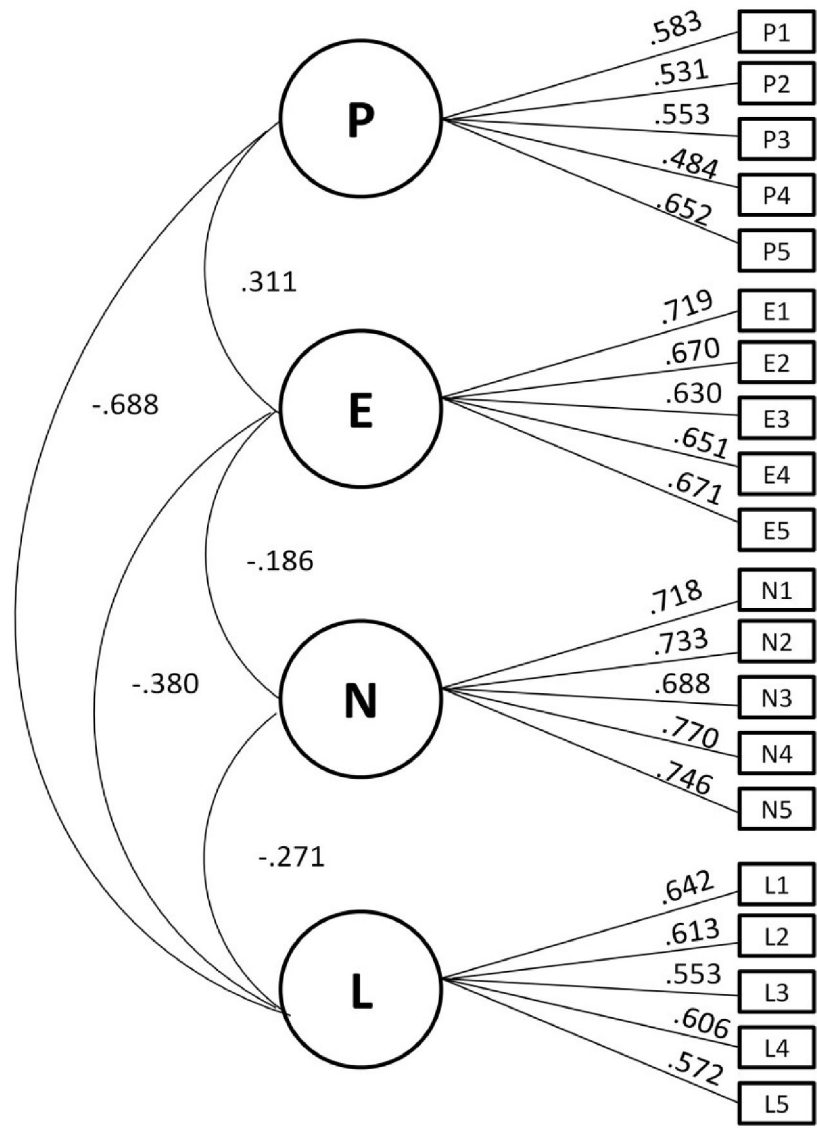 .583
P1
.531
P2
P
.553
P3
.484
P4
.652
P5
.311
.719
E1
.670
E2
-.688
E
.630
E3
.651
E4
.671
E5
-.186
.718
N1
.733
N2
-.380
N
.688
N3
.770
N4
.746
N5
-.271
.642
L1
.613
L2
L
.553
L3
.606
L4
.572
L5